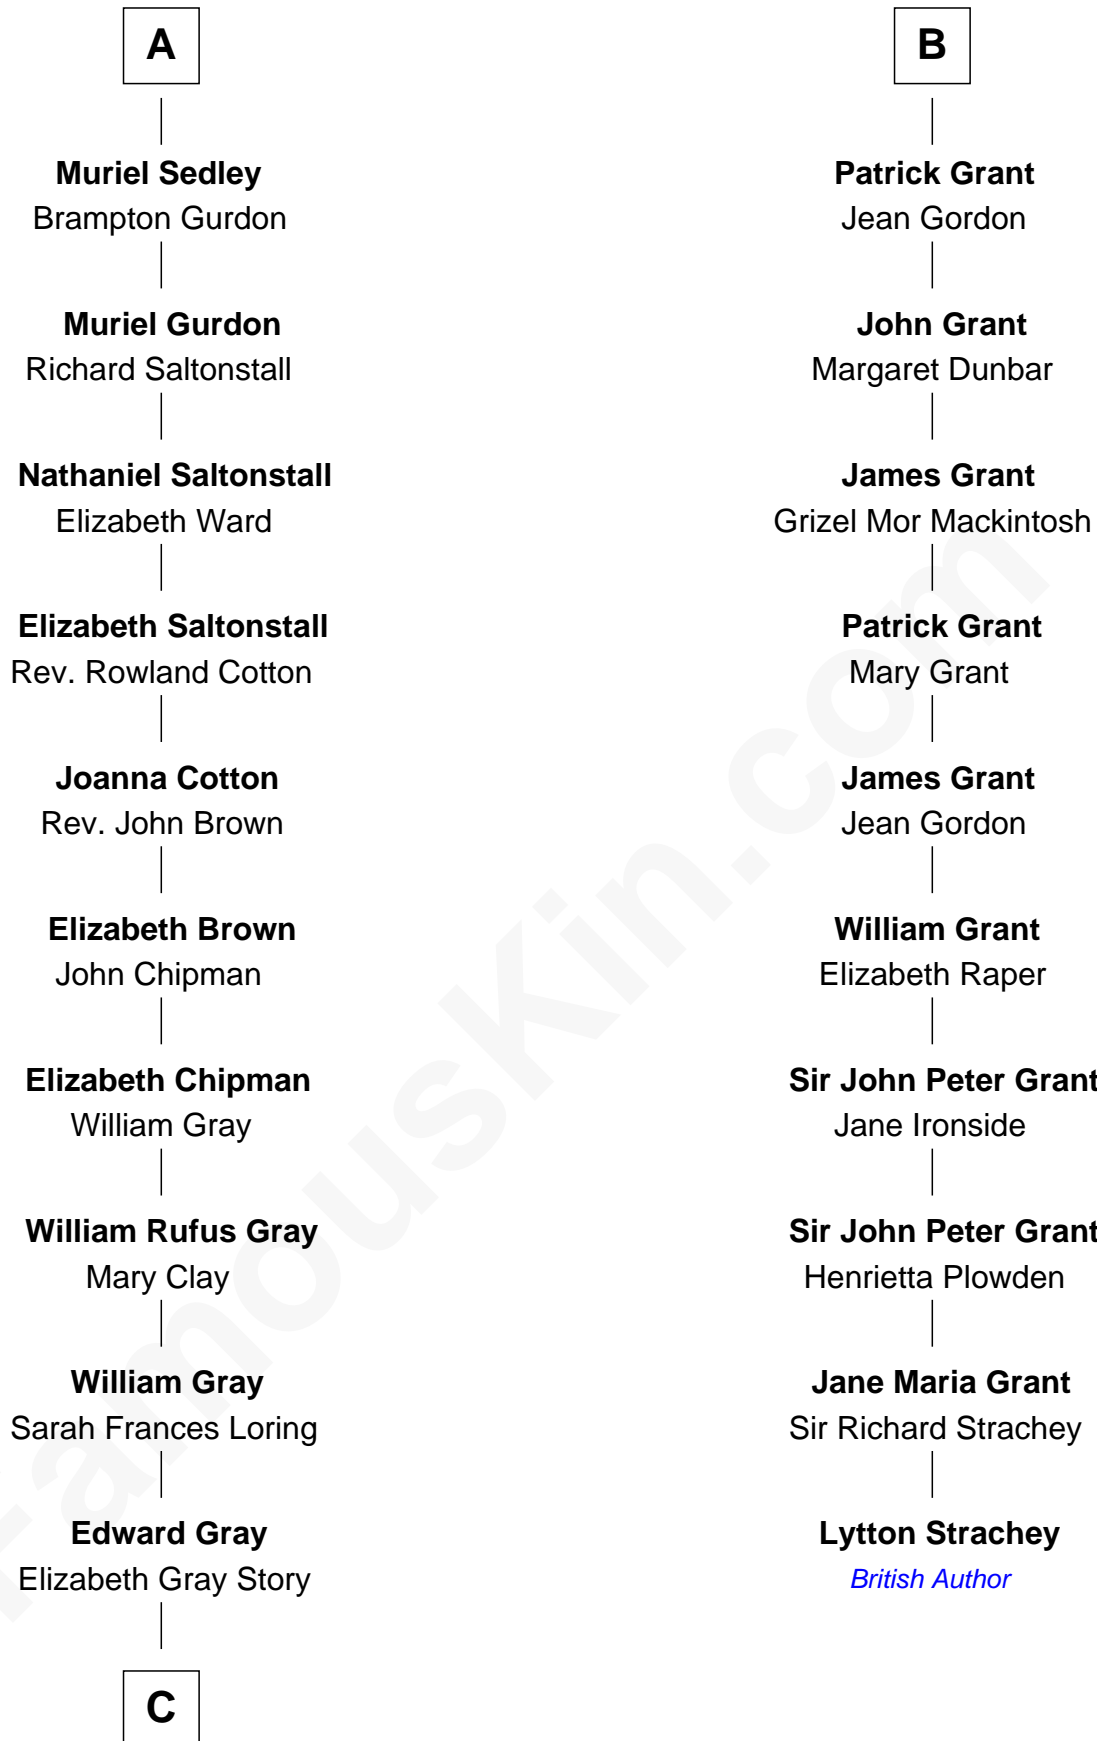 A
Muriel Sedley
Brampton Gurdon
Muriel Gurdon
Richard Saltonstall
Nathaniel Saltonstall
Elizabeth Ward
Elizabeth Saltonstall
Rev. Rowland Cotton
Joanna Cotton
Rev. John Brown
Elizabeth Brown
John Chipman
Elizabeth Chipman
William Gray
William Rufus Gray
Mary Clay
William Gray
Sarah Frances Loring
Edward Gray
Elizabeth Gray Story
C
B
Patrick Grant
Jean Gordon
John Grant
Margaret Dunbar
James Grant
Grizel Mor Mackintosh
Patrick Grant
Mary Grant
James Grant
Jean Gordon
William Grant
Elizabeth Raper
Sir John Peter Grant
Jane Ironside
Sir John Peter Grant
Henrietta Plowden
Jane Maria Grant
Sir Richard Strachey
Lytton Strachey
British Author
FamousKin.com